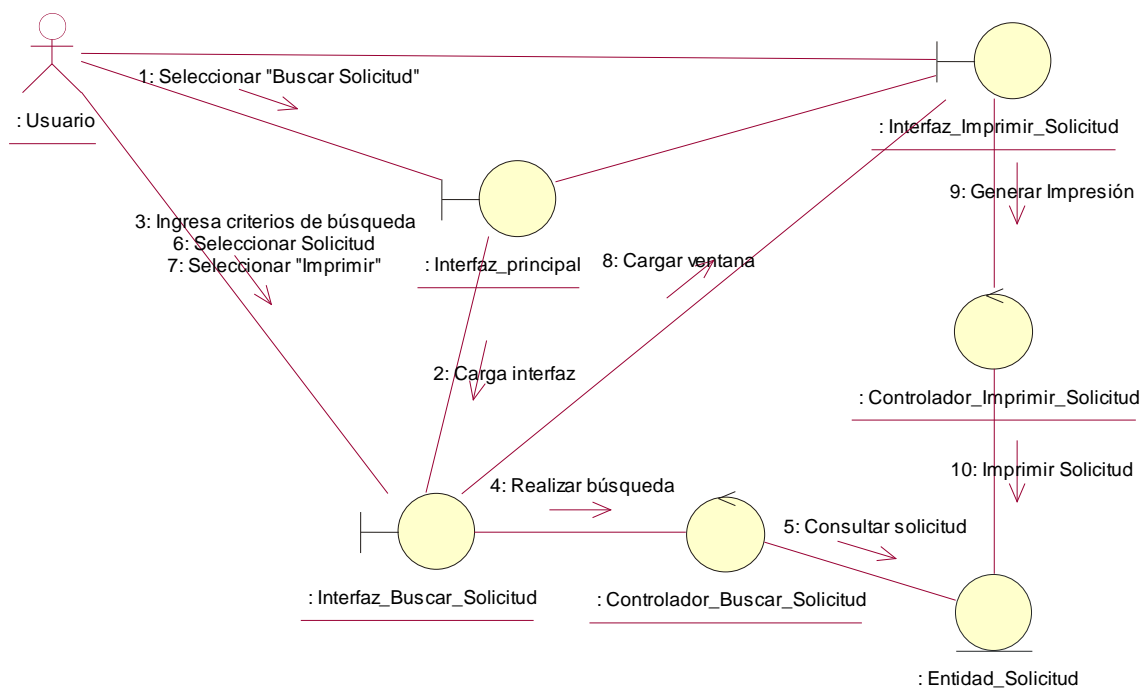 1: Seleccionar "Buscar Solicitud"
: Usuario
: Interfaz_Imprimir_Solicitud
9: Generar Impresión
3: Ingresa criterios de búsqueda
6: Seleccionar Solicitud
7: Seleccionar "Imprimir"
: Interfaz_principal
8: Cargar ventana
2: Carga interfaz
: Controlador_Imprimir_Solicitud
10: Imprimir Solicitud
4: Realizar búsqueda
5: Consultar solicitud
: Interfaz_Buscar_Solicitud
: Controlador_Buscar_Solicitud
: Entidad_Solicitud